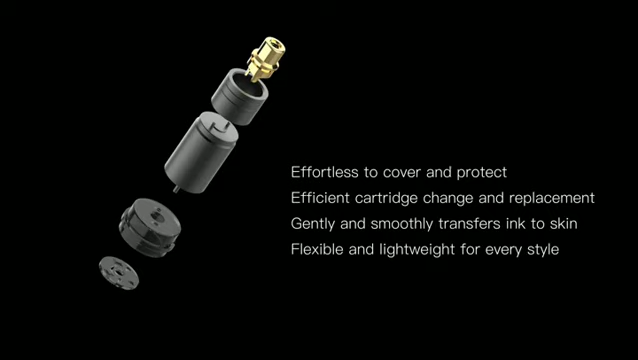 Effortless to cover and protect
Efficient cartridge change and replacement
Gently and smoothly transfers ink to skin
Flexible and lightweight for every style